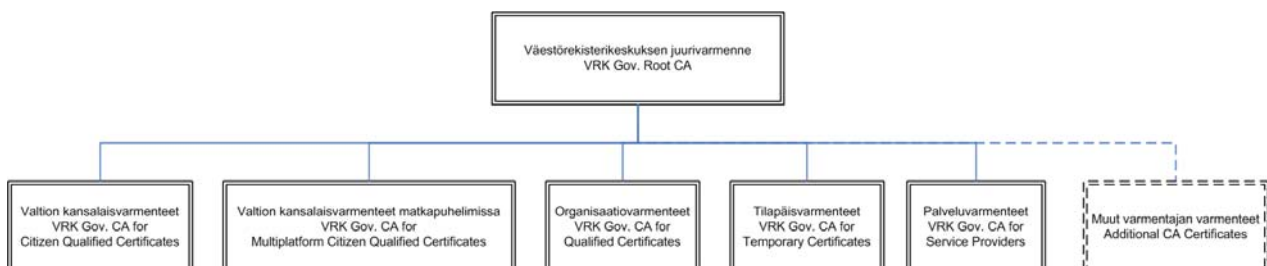 Väestörekisterikeskuksen juurivarmenne
VRK Gov. Root CA
Valtion kansalaisvarmenteet
VRK Gov. CA for
Citizen Qualified Certificates
Valtion kansalaisvarmenteet matkapuhelimissa
VRK Gov. CA for
Multiplatform Citizen Qualified Certificates
Organisaatiovarmenteet
VRK Gov. CA for
Qualified Certificates
Tilapäisvarmenteet
VRK Gov. CA for
Temporary Certificates
Palveluvarmenteet
VRK Gov. CA for
Service Providers
Muut varmentajan varmenteet
Additional CA Certificates